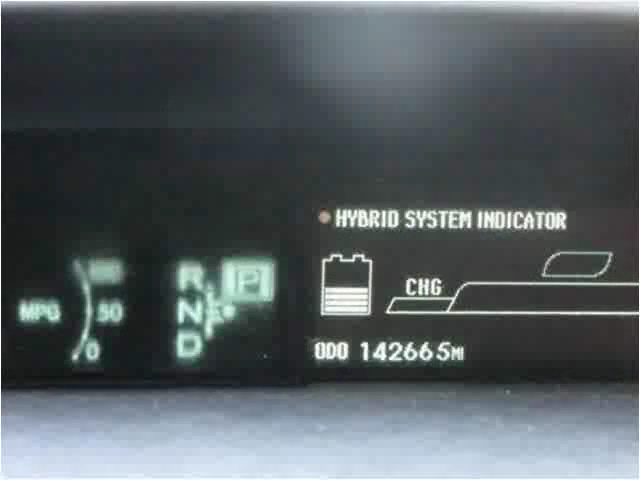 HYBRID SYSTEM INDICATOR
R P
CHG
MPG 50 N
0 D
ODO 142665MI